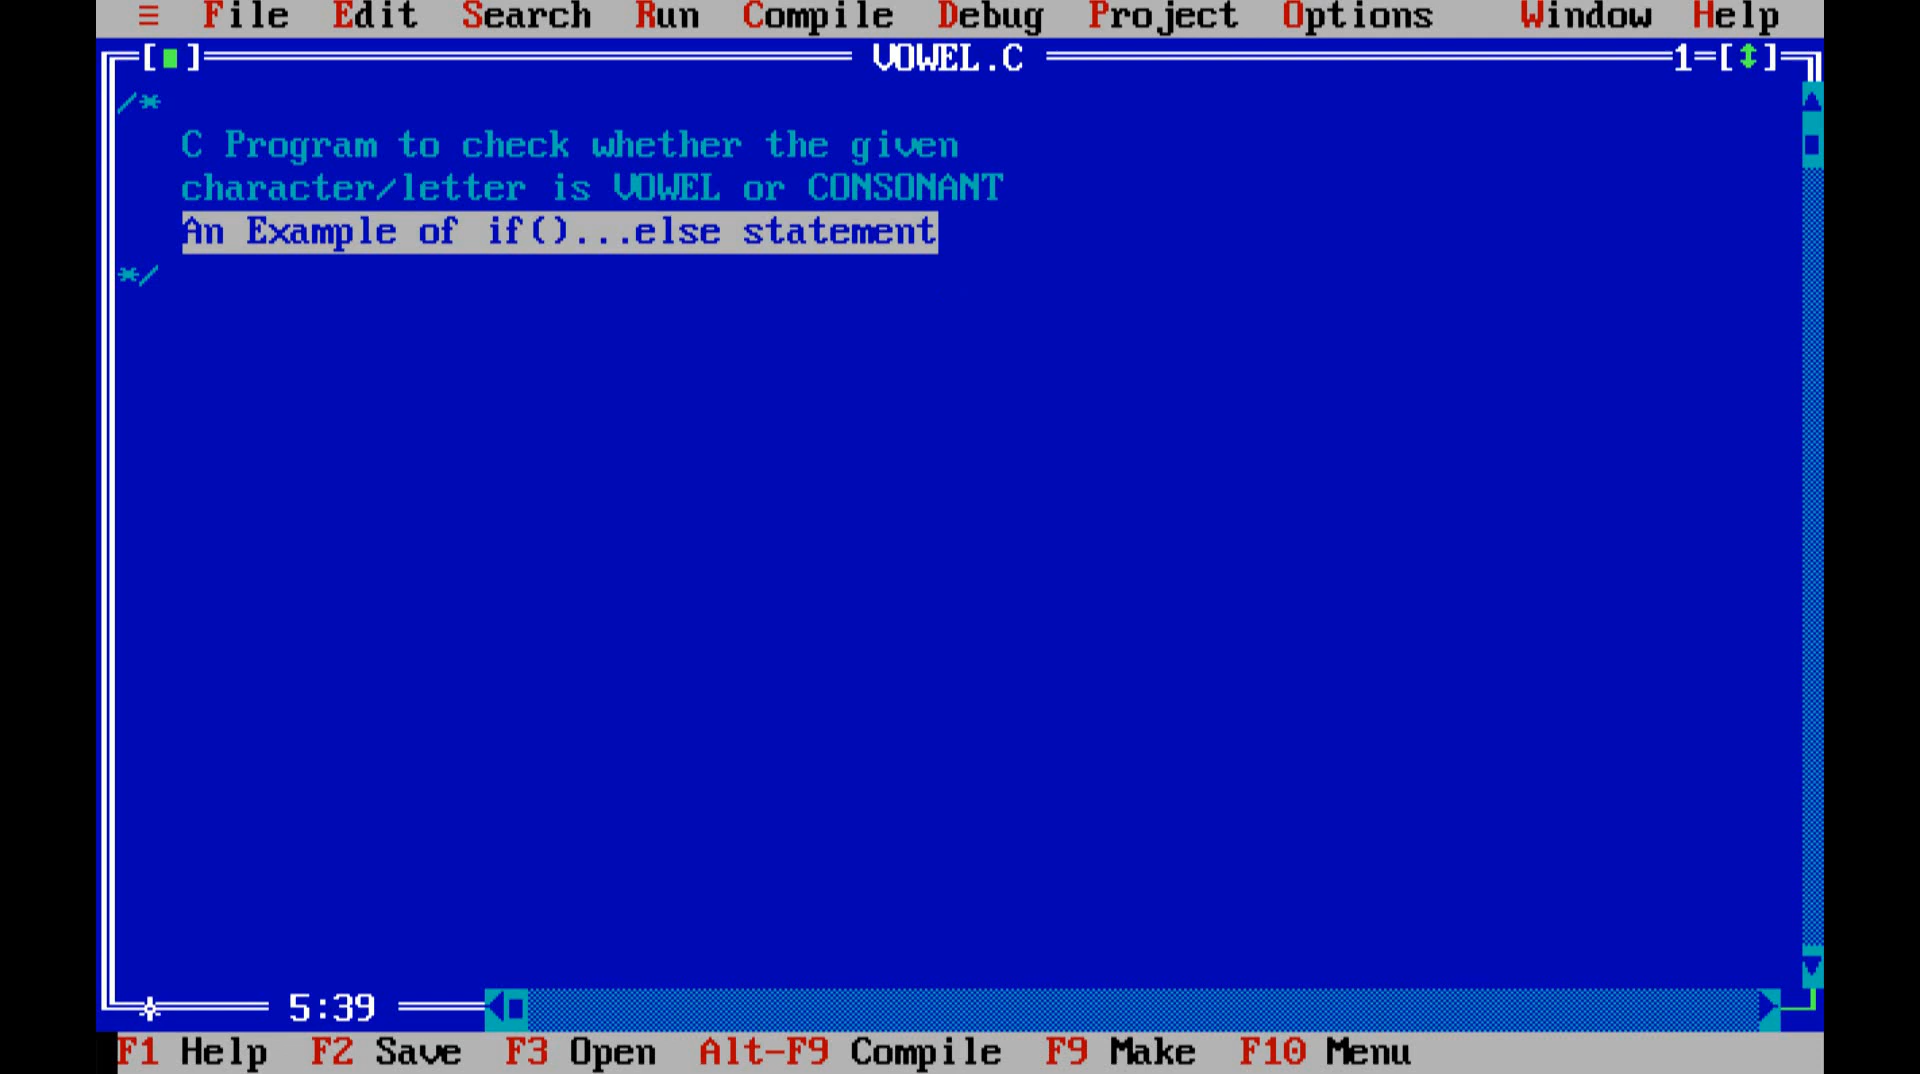 ≡ File Edit Search Run Compile Debug Project Options Window Help
[■] VOWEL.C 1=[↕]
/*
C Program to check whether the given
character/letter is VOWEL or CONSONANT
An Example of if()...else statement
*/
5:39
F1 Help F2 Save F3 Open Alt-F9 Compile F9 Make F10 Menu